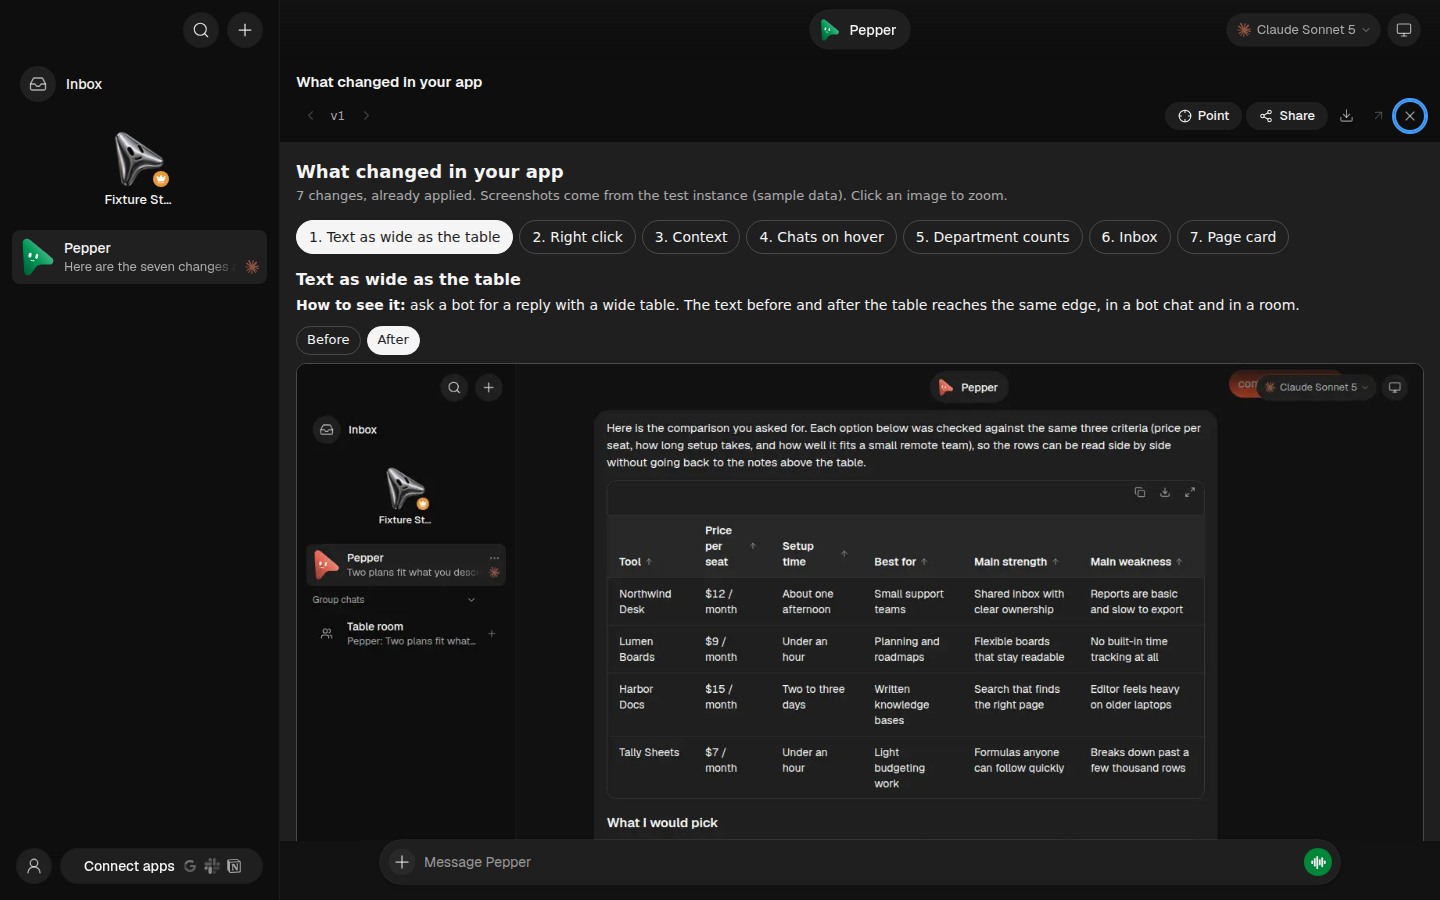 Pepper
Claude Sonnet 5
Inbox
Fixture St...
Pepper
Here are the seven changes
Connect apps
What changed in your app
v1
Point
Share
What changed in your app
7 changes, already applied. Screenshots come from the test instance (sample data). Click an image to zoom.
1. Text as wide as the table
2. Right click
3. Context
4. Chats on hover
5. Department counts
6. Inbox
7. Page card
Text as wide as the table
How to see it: ask a bot for a reply with a wide table. The text before and after the table reaches the same edge, in a bot chat and in a room.
Before
After
Pepper
Claude Sonnet 5
Inbox
Fixture St...
Pepper
Two plans fit what you
Group chats
Table room
Pepper: Two plans fit what...
Here is the comparison you asked for. Each option below was checked against the same three criteria (price per
seat, how long setup takes, and how well it fits a small remote team), so the rows can be read side by side
without going back to the notes above the table.
Tool
Price per seat
Setup time
Best for
Main strength
Main weakness
Northwind Desk
$12 / month
About one afternoon
Small support teams
Shared inbox with clear ownership
Reports are basic and slow to export
Lumen Boards
$9 / month
Under an hour
Planning and roadmaps
Flexible boards that stay readable
No built-in time tracking at all
Harbor Docs
$15 / month
Two to three days
Written knowledge bases
Search that finds the right page
Editor feels heavy on older laptops
Tally Sheets
$7 / month
Under an hour
Light budgeting work
Formulas anyone can follow quickly
Breaks down past a few thousand rows
What I would pick
Message Pepper